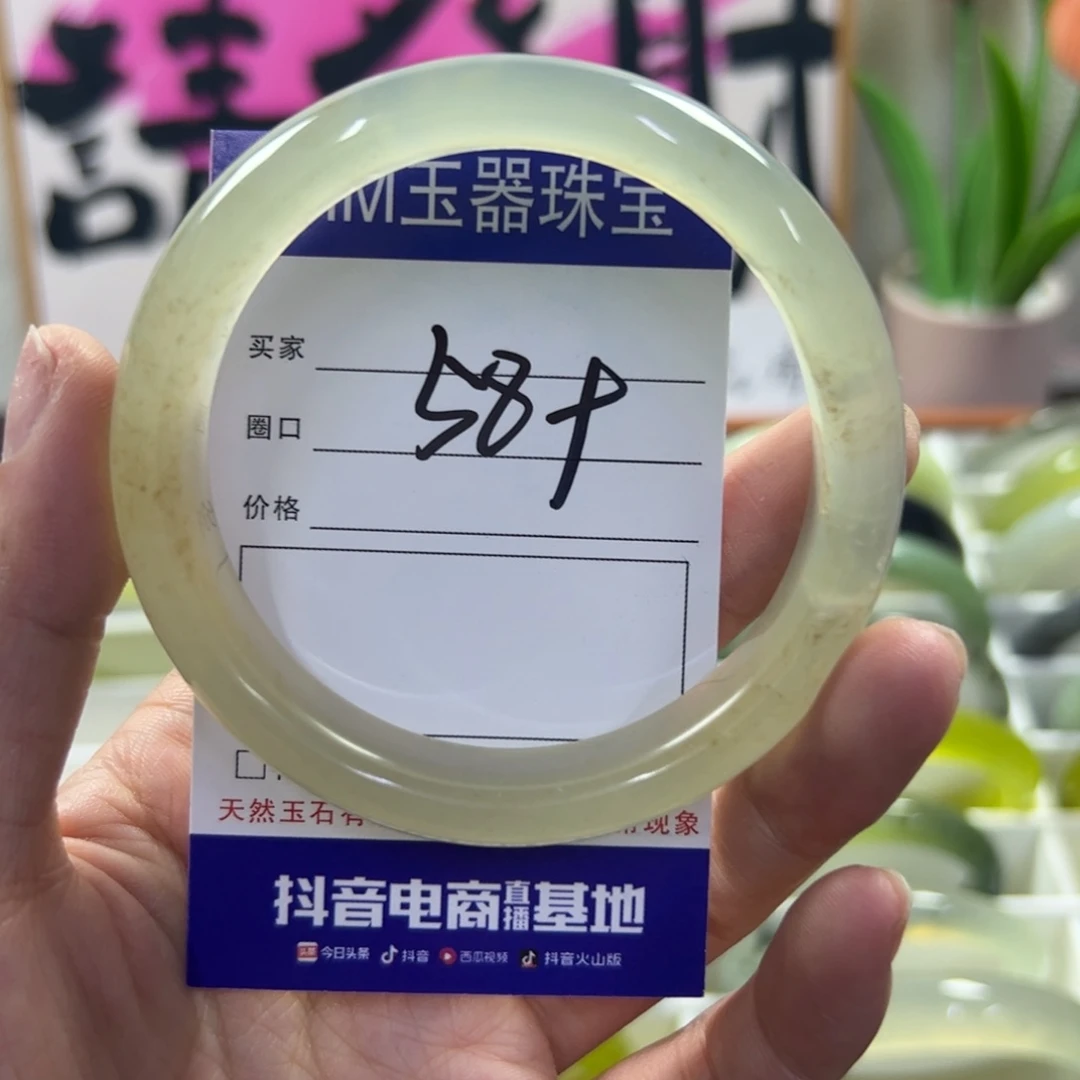 玉器珠宝
买家
圈口
58+
价格
天然玉石有 常现象
抖音电商直播基地
今日头条 抖音 西瓜视频 抖音火山版